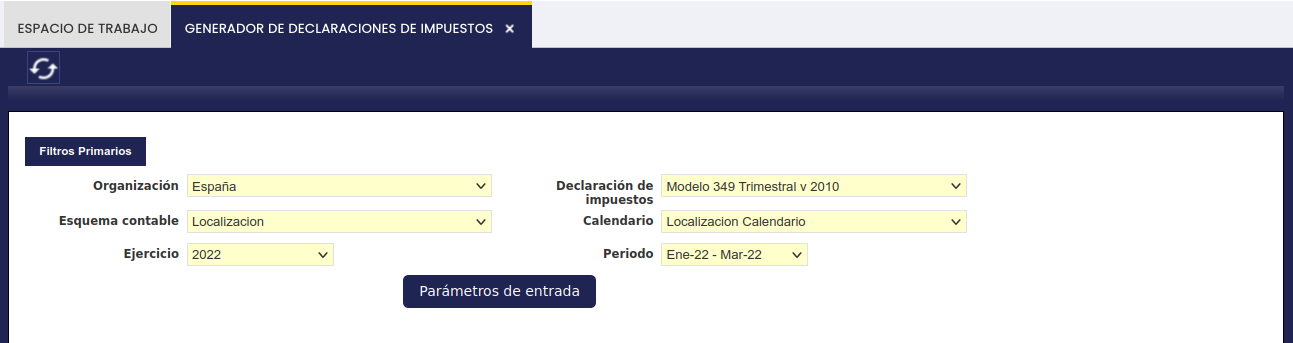 ESPACIO DE TRABAJO
GENERADOR DE DECLARACIONES DE IMPUESTOS
Filtros Primarios
Organización España
Declaración de impuestos Modelo 349 Trimestral v 2010
Esquema contable Localizacion
Calendario Localizacion Calendario
Ejercicio 2022
Periodo Ene-22 - Mar-22
Parámetros de entrada